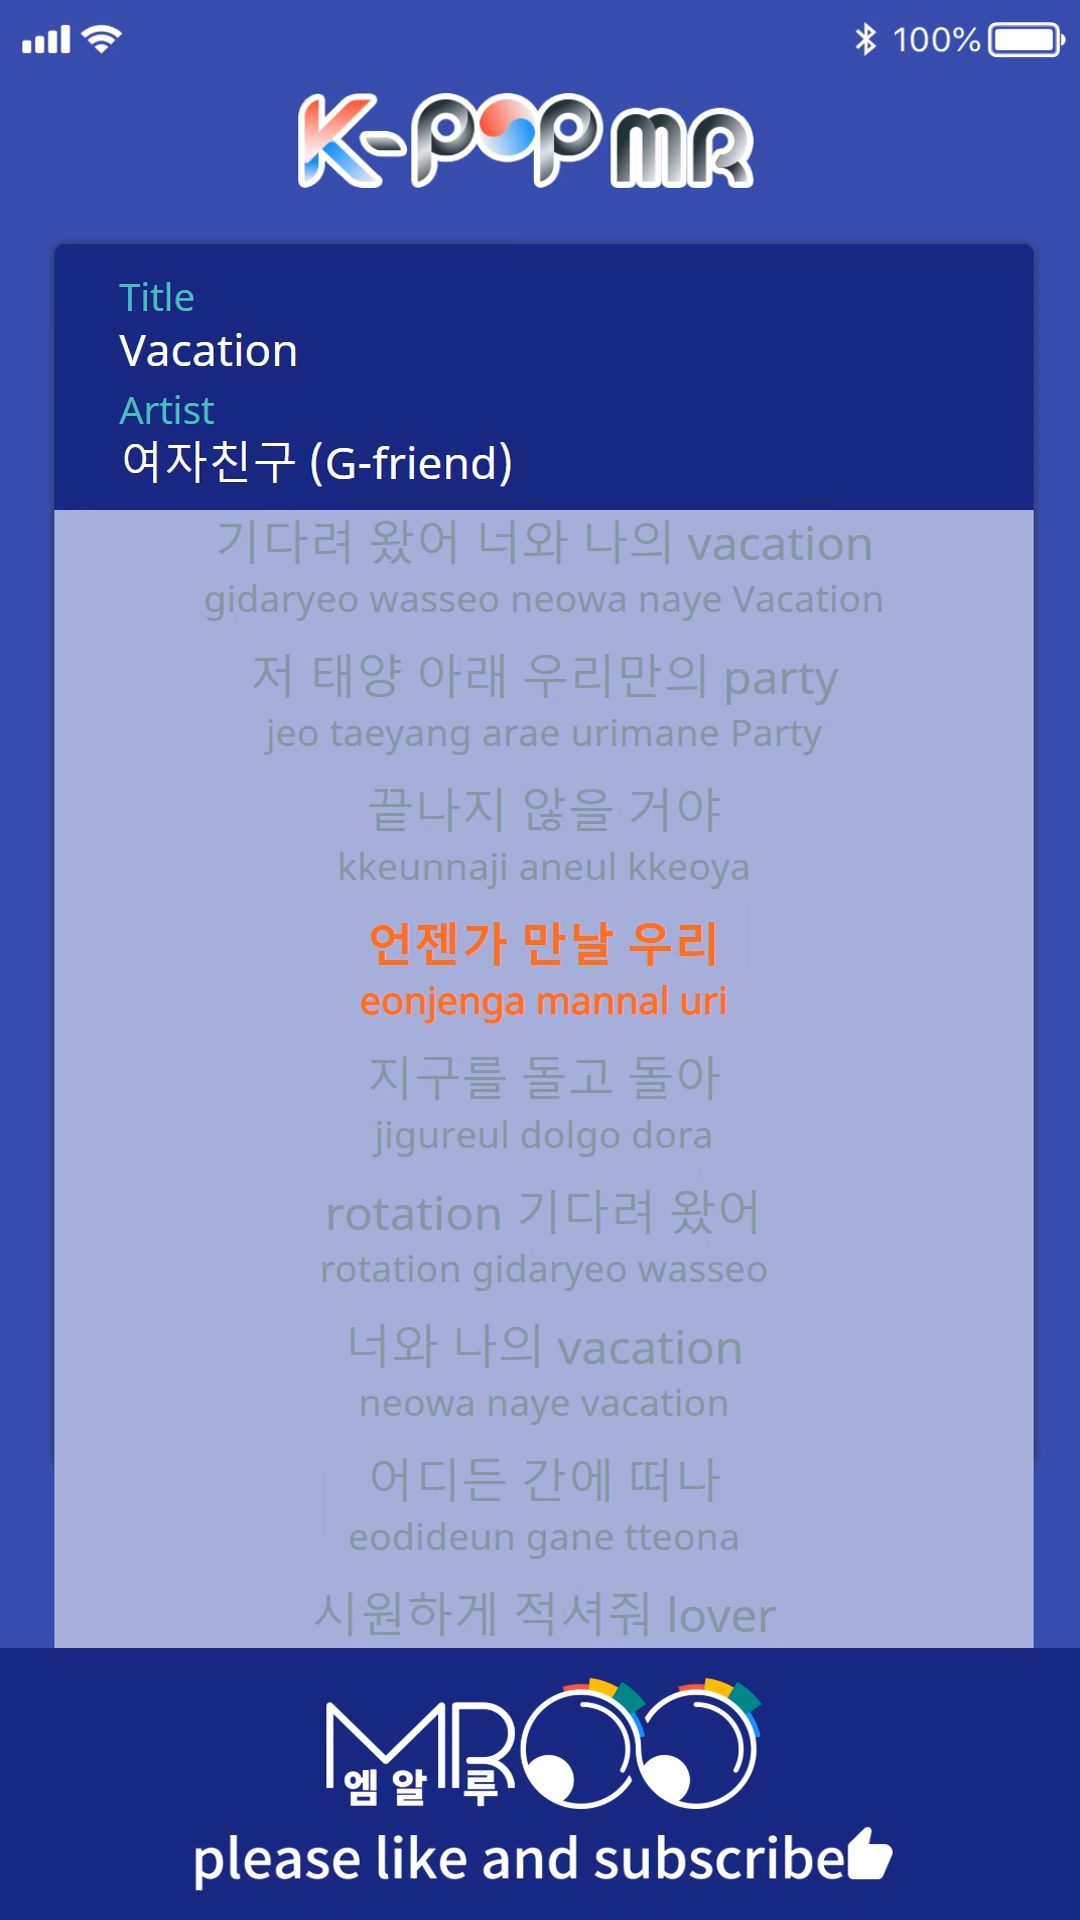 100%
K-POP MR
Title
Vacation
Artist
여자친구 (G-friend)
기다려 왔어 너와 나의 vacation
gidaryeo wasseo neowa naye Vacation
저 태양 아래 우리만의 party
jeo taeyang arae urimane Party
끝나지 않을 거야
kkeunnaji aneul kkeoya
언젠가 만날 우리
eonjenga mannal uri
지구를 돌고 돌아
jigureul dolgo dora
rotation 기다려 왔어
rotation gidaryeo wasseo
너와 나의 vacation
neowa naye vacation
어디든 간에 떠나
eodideun gane tteona
시원하게 적셔줘 lover
MROO
엠 알 루
please like and subscribe